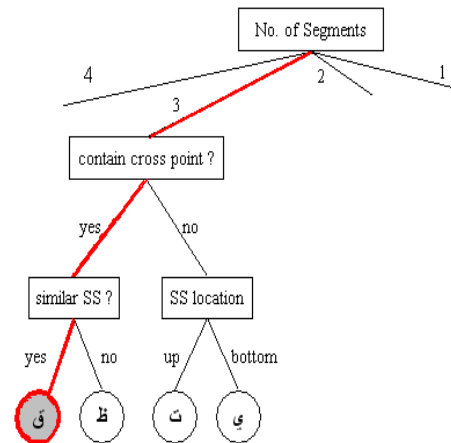 No. of Segments
4 3 2 1
contain cross point ?
yes no
similar SS ? SS location
yes no up bottom
ق ظ ت ي